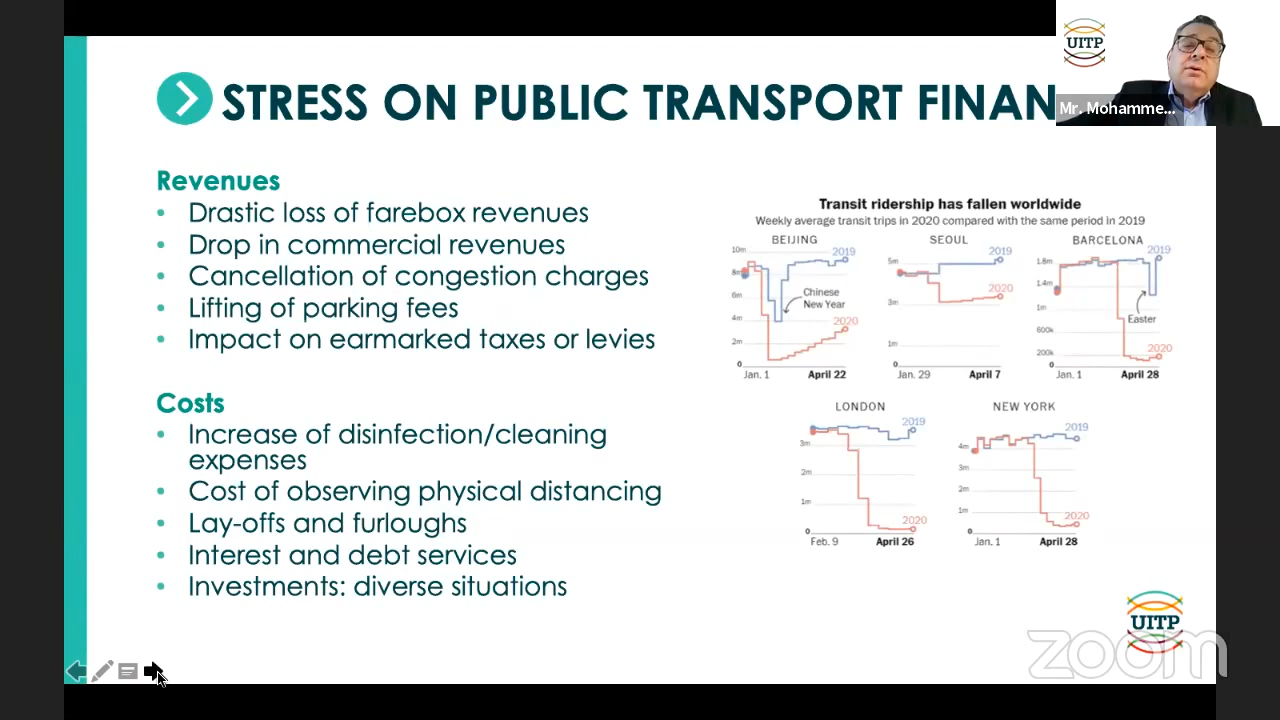 UITP
Mr. Mohamme...
STRESS ON PUBLIC TRANSPORT FINAN
Revenues
• Drastic loss of farebox revenues
• Drop in commercial revenues
• Cancellation of congestion charges
• Lifting of parking fees
• Impact on earmarked taxes or levies
Costs
• Increase of disinfection/cleaning
expenses
• Cost of observing physical distancing
• Lay-offs and furloughs
• Interest and debt services
• Investments: diverse situations
Transit ridership has fallen worldwide
Weekly average transit trips in 2020 compared with the same period in 2019
BEIJING
10m
8m
6m
4m
2m
0
2019
Chinese
New Year
2020
Jan. 1 April 22
SEOUL
5m
3m
1m
0
2019
2020
Jan. 29 April 7
BARCELONA
1.8m
1.4m
1m
600k
200k
0
2019
Easter
2020
Jan. 1 April 28
LONDON
3m
2m
1m
0
2019
2020
Feb. 9 April 26
NEW YORK
4m
3m
2m
1m
0
2019
2020
Jan. 1 April 28
UITP
zoom